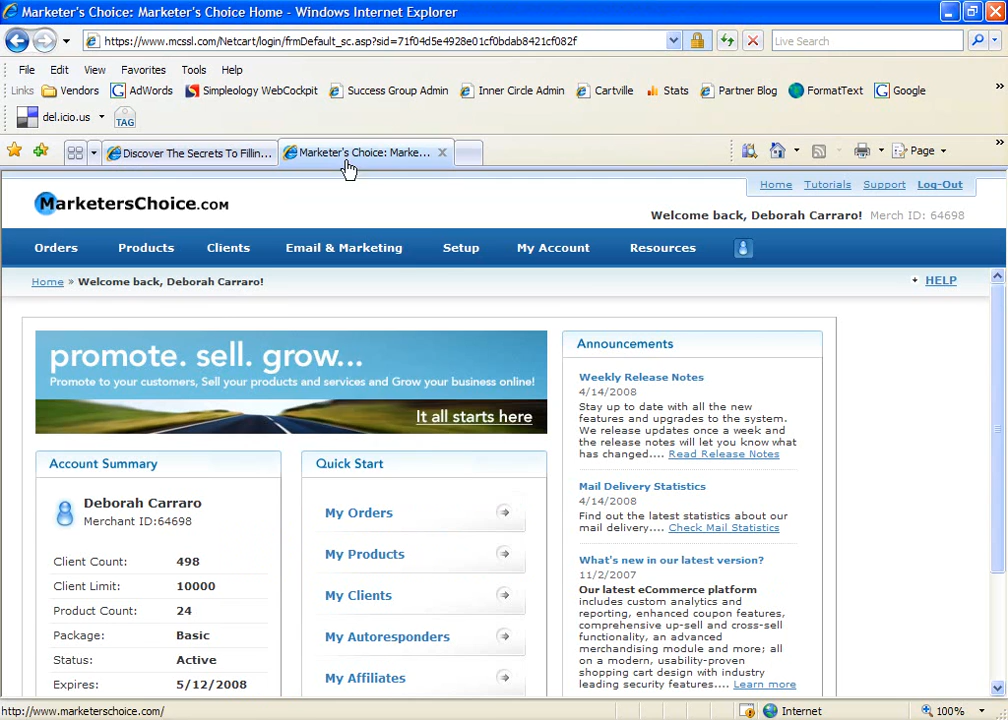 Marketer's Choice: Marketer's Choice Home - Windows Internet Explorer
https://www.mcssl.com/Netcart/login/frmDefault_sc.asp?sid=71f04d5e4928e01cf0bdab8421cf082f
Live Search
File Edit View Favorites Tools Help
Links Vendors AdWords Simpleology WebCockpit Success Group Admin Inner Circle Admin Cartville Stats Partner Blog FormatText Google »
del.icio.us TAG
Discover The Secrets To Fillin... Marketer's Choice: Marke... Page »
Home Tutorials Support Log-Out
MarketersChoice.com
Welcome back, Deborah Carraro! Merch ID: 64698
Orders Products Clients Email & Marketing Setup My Account Resources
Home » Welcome back, Deborah Carraro!
HELP
promote. sell. grow...
Promote to your customers, Sell your products and services and Grow your business online!
It all starts here
Account Summary
Deborah Carraro
Merchant ID:64698
Client Count: 498
Client Limit: 10000
Product Count: 24
Package: Basic
Status: Active
Expires: 5/12/2008
Quick Start
My Orders
My Products
My Clients
My Autoresponders
My Affiliates
Announcements
Weekly Release Notes
4/14/2008
Stay up to date with all the new
features and upgrades to the system.
We release updates once a week and
the release notes will let you know what
has changed.... Read Release Notes
Mail Delivery Statistics
4/14/2008
Find out the latest statistics about our
mail delivery.... Check Mail Statistics
What's new in our latest version?
11/2/2007
Our latest eCommerce platform
includes custom analytics and
reporting, enhanced coupon features,
comprehensive up-sell and cross-sell
functionality, an advanced
merchandising module and more; all
on a modern, usability-proven
shopping cart design with industry
leading security features.... Learn more
http://www.marketerschoice.com/
Internet
100%